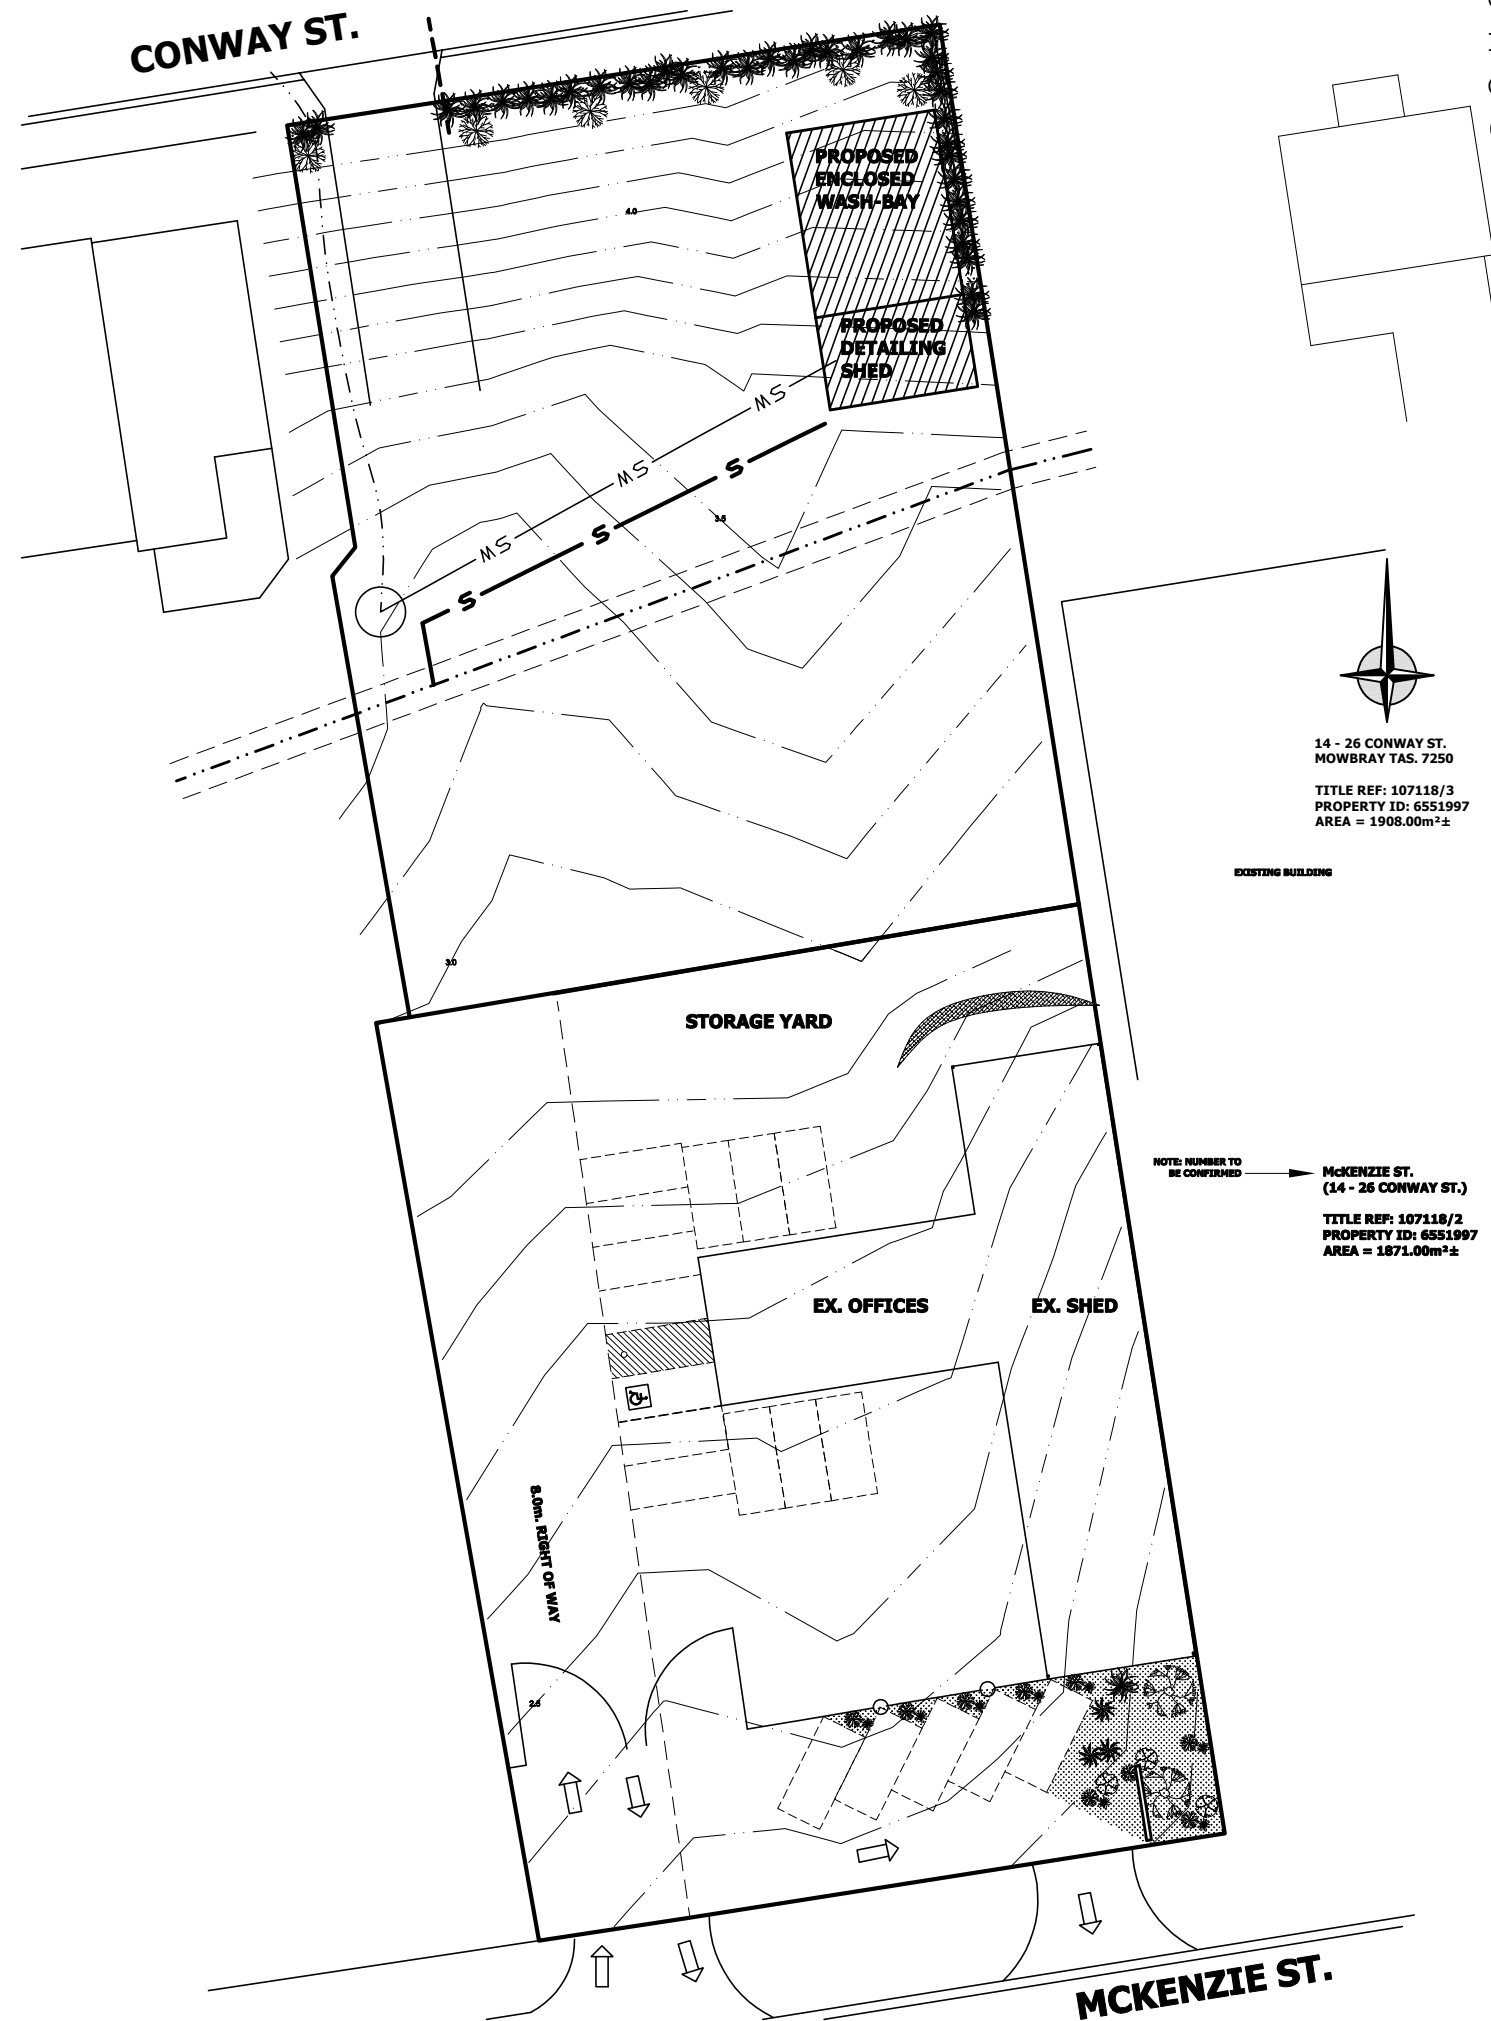 CONWAY ST.
PROPOSED
ENCLOSED
WASH-BAY
4.0
PROPOSED
DETAILING
SHED
SW
SW
SW
S
S
S
3.5
14 - 26 CONWAY ST.
MOWBRAY TAS. 7250
TITLE REF: 107118/3
PROPERTY ID: 6551997
AREA = 1908.00m²±
EXISTING BUILDING
3.0
STORAGE YARD
NOTE: NUMBER TO
BE CONFIRMED
McKENZIE ST.
(14 - 26 CONWAY ST.)
TITLE REF: 107118/2
PROPERTY ID: 6551997
AREA = 1871.00m²±
EX. OFFICES
EX. SHED
8.0m. RIGHT OF WAY
2.5
MCKENZIE ST.